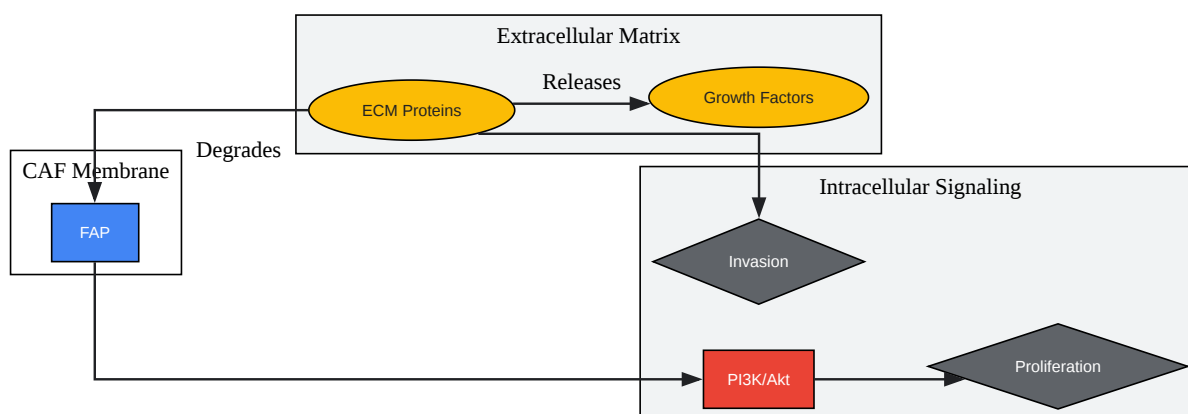 Extracellular Matrix
Releases
ECM Proteins
Growth Factors
Degrades
CAF Membrane
FAP
Intracellular Signaling
Invasion
PI3K/Akt
Proliferation